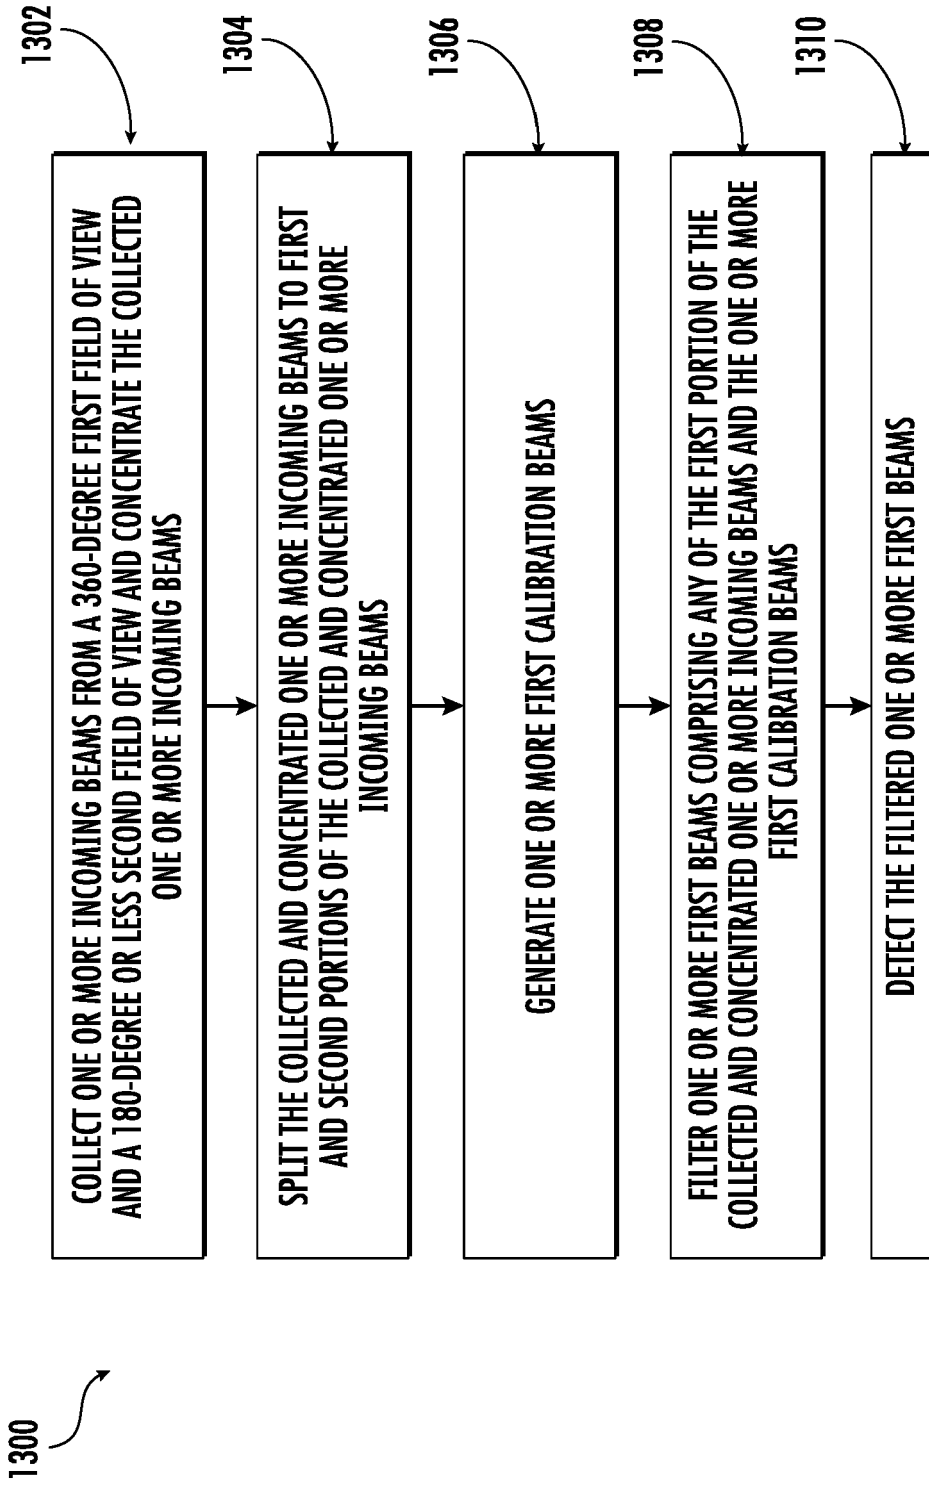 1300
COLLECT ONE OR MORE INCOMING BEAMS FROM A 360-DEGREE FIRST FIELD OF VIEW
AND A 180-DEGREE OR LESS SECOND FIELD OF VIEW AND CONCENTRATE THE COLLECTED
ONE OR MORE INCOMING BEAMS
1302
SPLIT THE COLLECTED AND CONCENTRATED ONE OR MORE INCOMING BEAMS TO FIRST
AND SECOND PORTIONS OF THE COLLECTED AND CONCENTRATED ONE OR MORE
INCOMING BEAMS
1304
GENERATE ONE OR MORE FIRST CALIBRATION BEAMS
1306
FILTER ONE OR MORE FIRST BEAMS COMPRISING ANY OF THE FIRST PORTION OF THE
COLLECTED AND CONCENTRATED ONE OR MORE INCOMING BEAMS AND THE ONE OR MORE
FIRST CALIBRATION BEAMS
1308
DETECT THE FILTERED ONE OR MORE FIRST BEAMS
1310